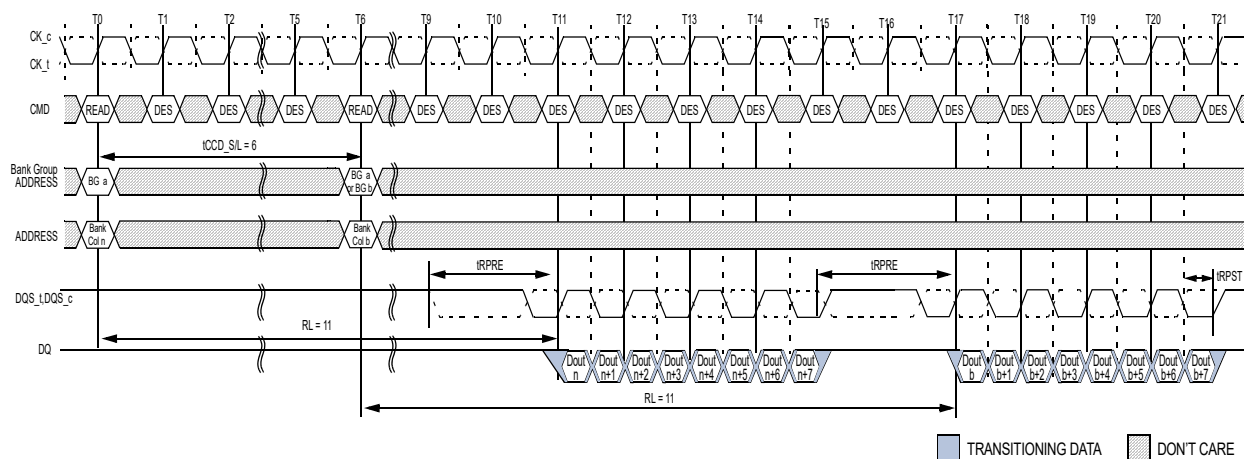 T0 T1 T2 T5 T6 T9 T10 T11 T12 T13 T14 T15 T16 T17 T18 T19 T20 T21
CK_c
CK_t
CMD READ DES DES DES READ DES DES DES DES DES DES DES DES DES DES DES DES DES
tCCD_S/L = 6
Bank Group
ADDRESS
BG a
BG a
or BG b
ADDRESS
Bank
Col n
Bank
Col b
tRPRE tRPRE tRPST
DQS_t,DQS_c
RL = 11
DQ
Dout Dout Dout Dout Dout Dout Dout Dout Dout Dout Dout Dout Dout Dout Dout Dout
n n+1 n+2 n+3 n+4 n+5 n+6 n+7 b b+1 b+2 b+3 b+4 b+5 b+6 b+7
RL = 11
TRANSITIONING DATA DON'T CARE